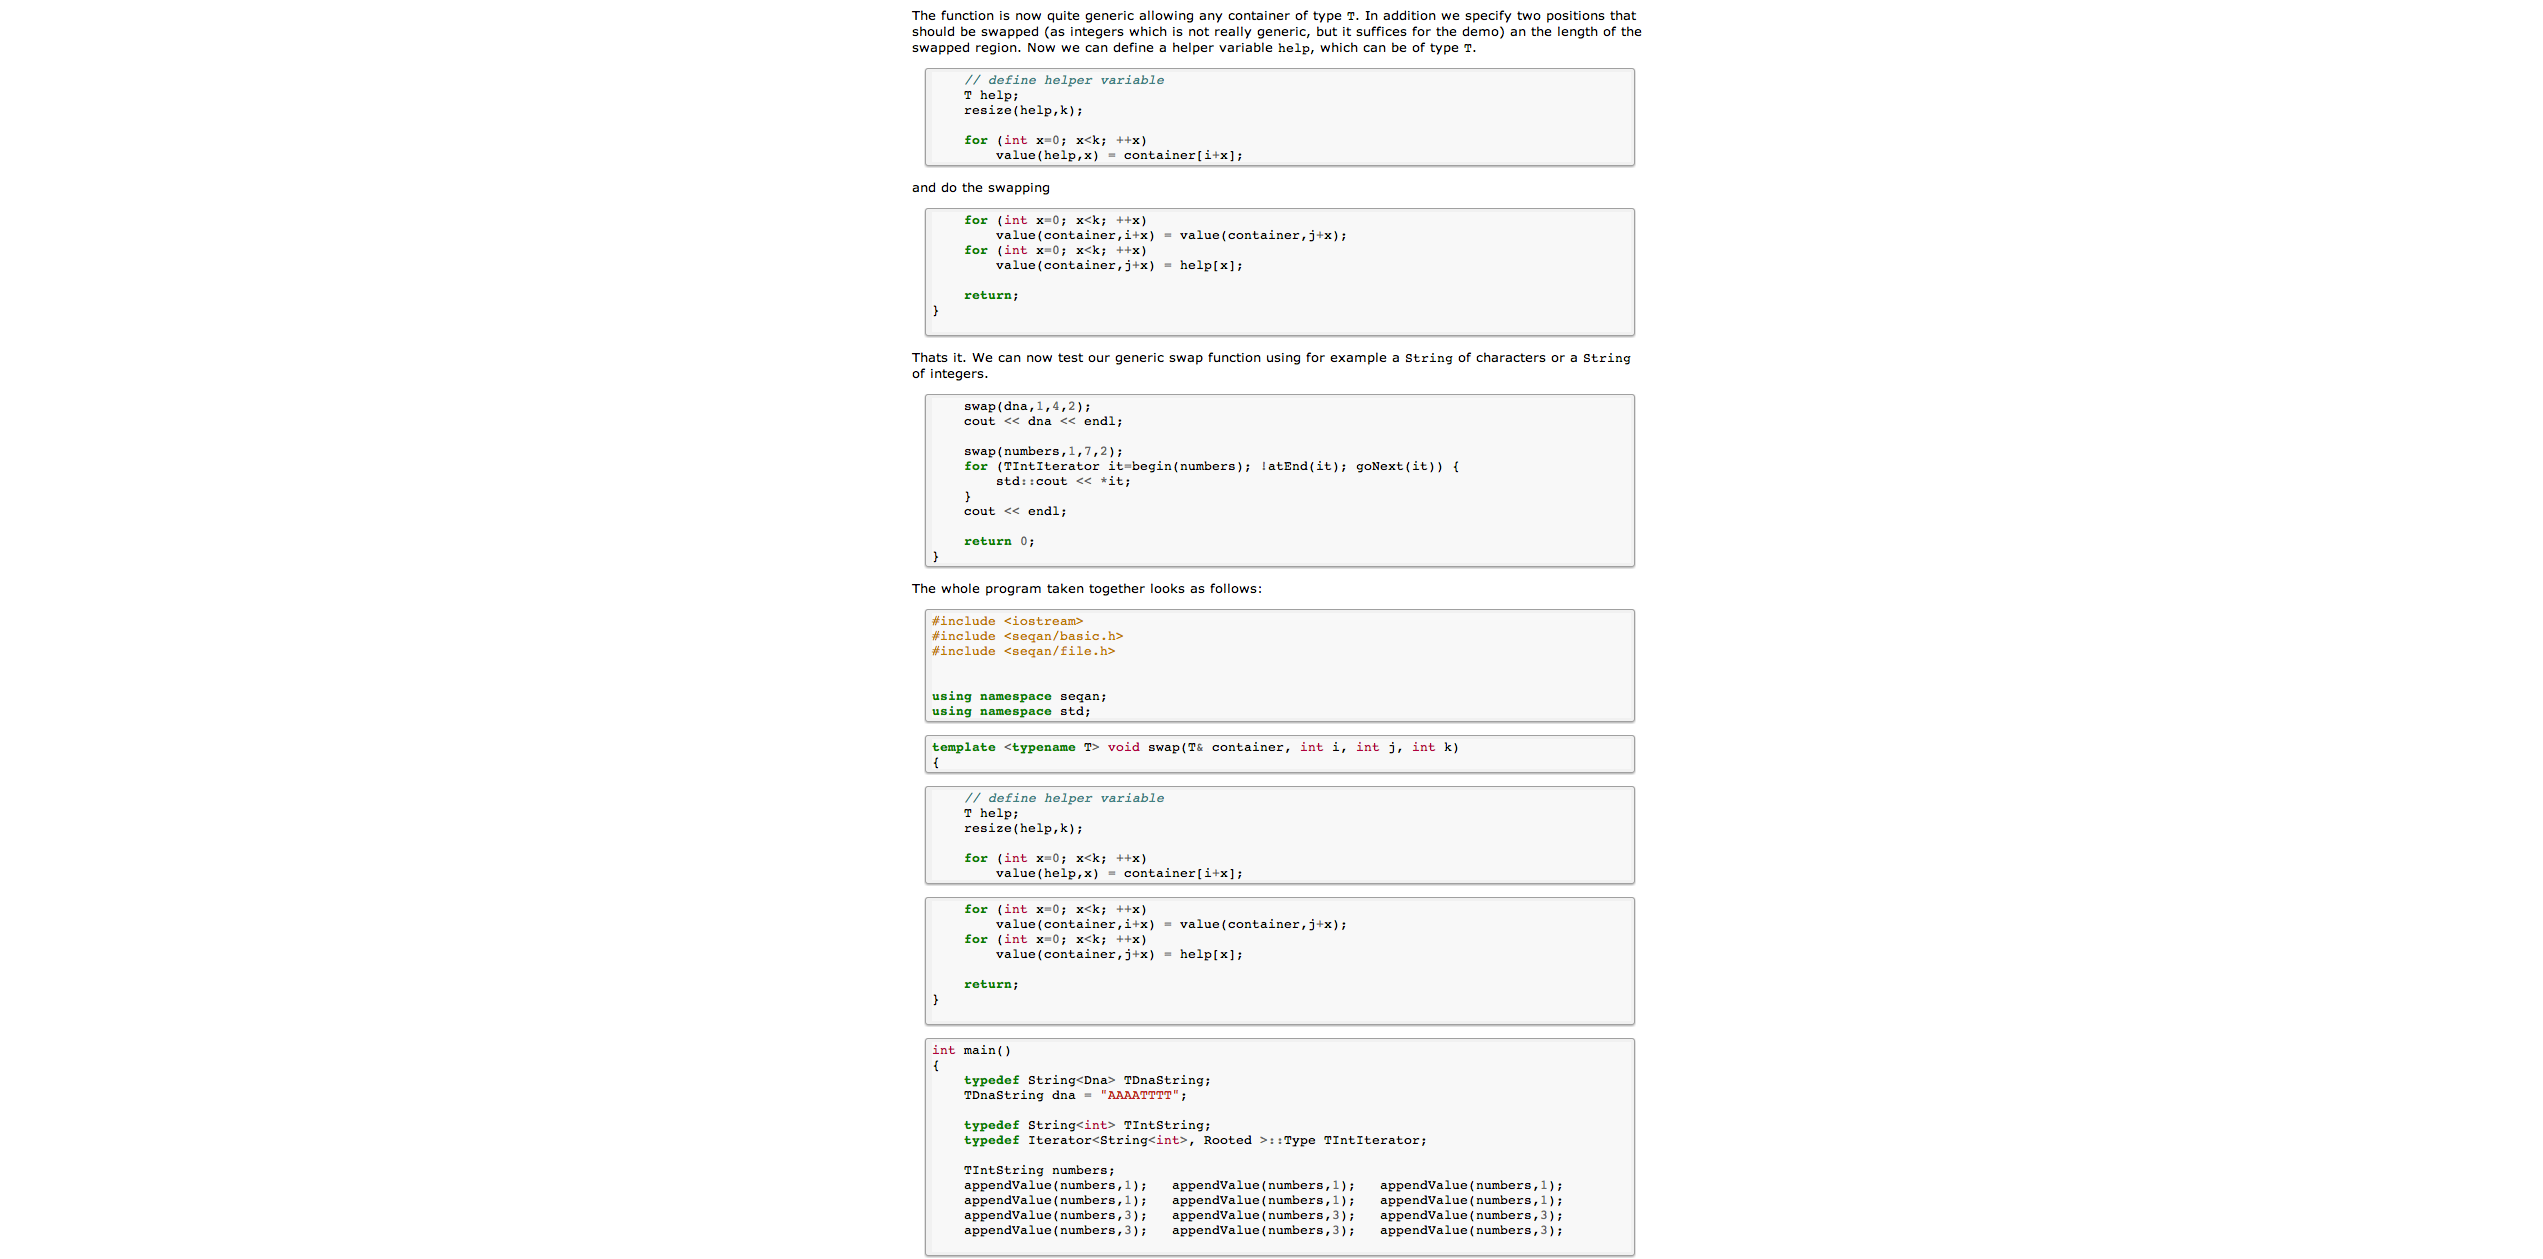 The function is now quite generic allowing any container of type T. In addition we specify two positions that
should be swapped (as integers which is not really generic, but it suffices for the demo) an the length of the
swapped region. Now we can define a helper variable help, which can be of type T.
// define helper variable
T help;
resize(help,k);
for (int x=0; x<k; ++x)
value(help,x) = container[i+x];
and do the swapping
for (int x=0; x<k; ++x)
value(container,i+x) = value(container,j+x);
for (int x=0; x<k; ++x)
value(container,j+x) = help[x];
return;
}
Thats it. We can now test our generic swap function using for example a String of characters or a String
of integers.
swap(dna,1,4,2);
cout << dna << endl;
swap(numbers,1,7,2);
for (TIntIterator it=begin(numbers); !atEnd(it); goNext(it)) {
std::cout << *it;
}
cout << endl;
return 0;
}
The whole program taken together looks as follows:
#include <iostream>
#include <seqan/basic.h>
#include <seqan/file.h>
using namespace seqan;
using namespace std;
template <typename T> void swap(T& container, int i, int j, int k)
{
// define helper variable
T help;
resize(help,k);
for (int x=0; x<k; ++x)
value(help,x) = container[i+x];
for (int x=0; x<k; ++x)
value(container,i+x) = value(container,j+x);
for (int x=0; x<k; ++x)
value(container,j+x) = help[x];
return;
}
int main()
{
typedef String<Dna> TDnaString;
TDnaString dna = "AAAATTTT";
typedef String<int> TIntString;
typedef Iterator<String<int>, Rooted >::Type TIntIterator;
TIntString numbers;
appendValue(numbers,1);   appendValue(numbers,1);   appendValue(numbers,1);
appendValue(numbers,1);   appendValue(numbers,1);   appendValue(numbers,1);
appendValue(numbers,3);   appendValue(numbers,3);   appendValue(numbers,3);
appendValue(numbers,3);   appendValue(numbers,3);   appendValue(numbers,3);